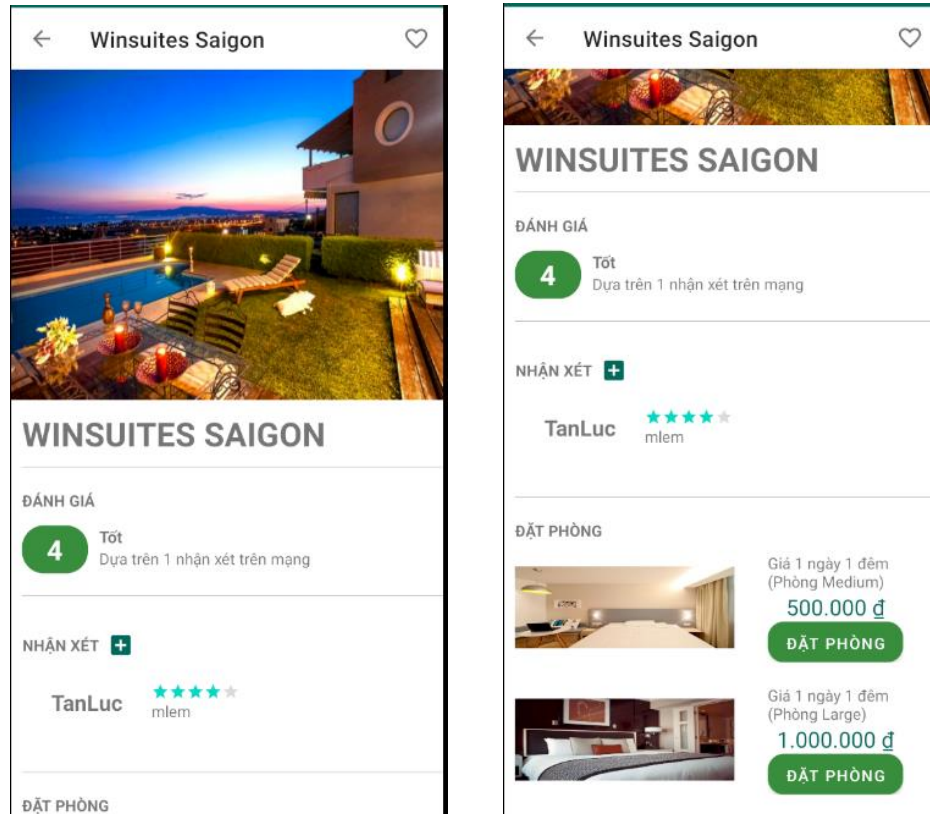 Winsuites Saigon
WINSUITES SAIGON
ĐÁNH GIÁ
4
Tốt
Dựa trên 1 nhận xét trên mạng
NHẬN XÉT +
TanLuc
mlem
ĐẶT PHÒNG
Winsuites Saigon
WINSUITES SAIGON
ĐÁNH GIÁ
4
Tốt
Dựa trên 1 nhận xét trên mạng
NHẬN XÉT +
TanLuc
mlem
ĐẶT PHÒNG
Giá 1 ngày 1 đêm
(Phòng Medium)
500.000 ₫
ĐẶT PHÒNG
Giá 1 ngày 1 đêm
(Phòng Large)
1.000.000 ₫
ĐẶT PHÒNG